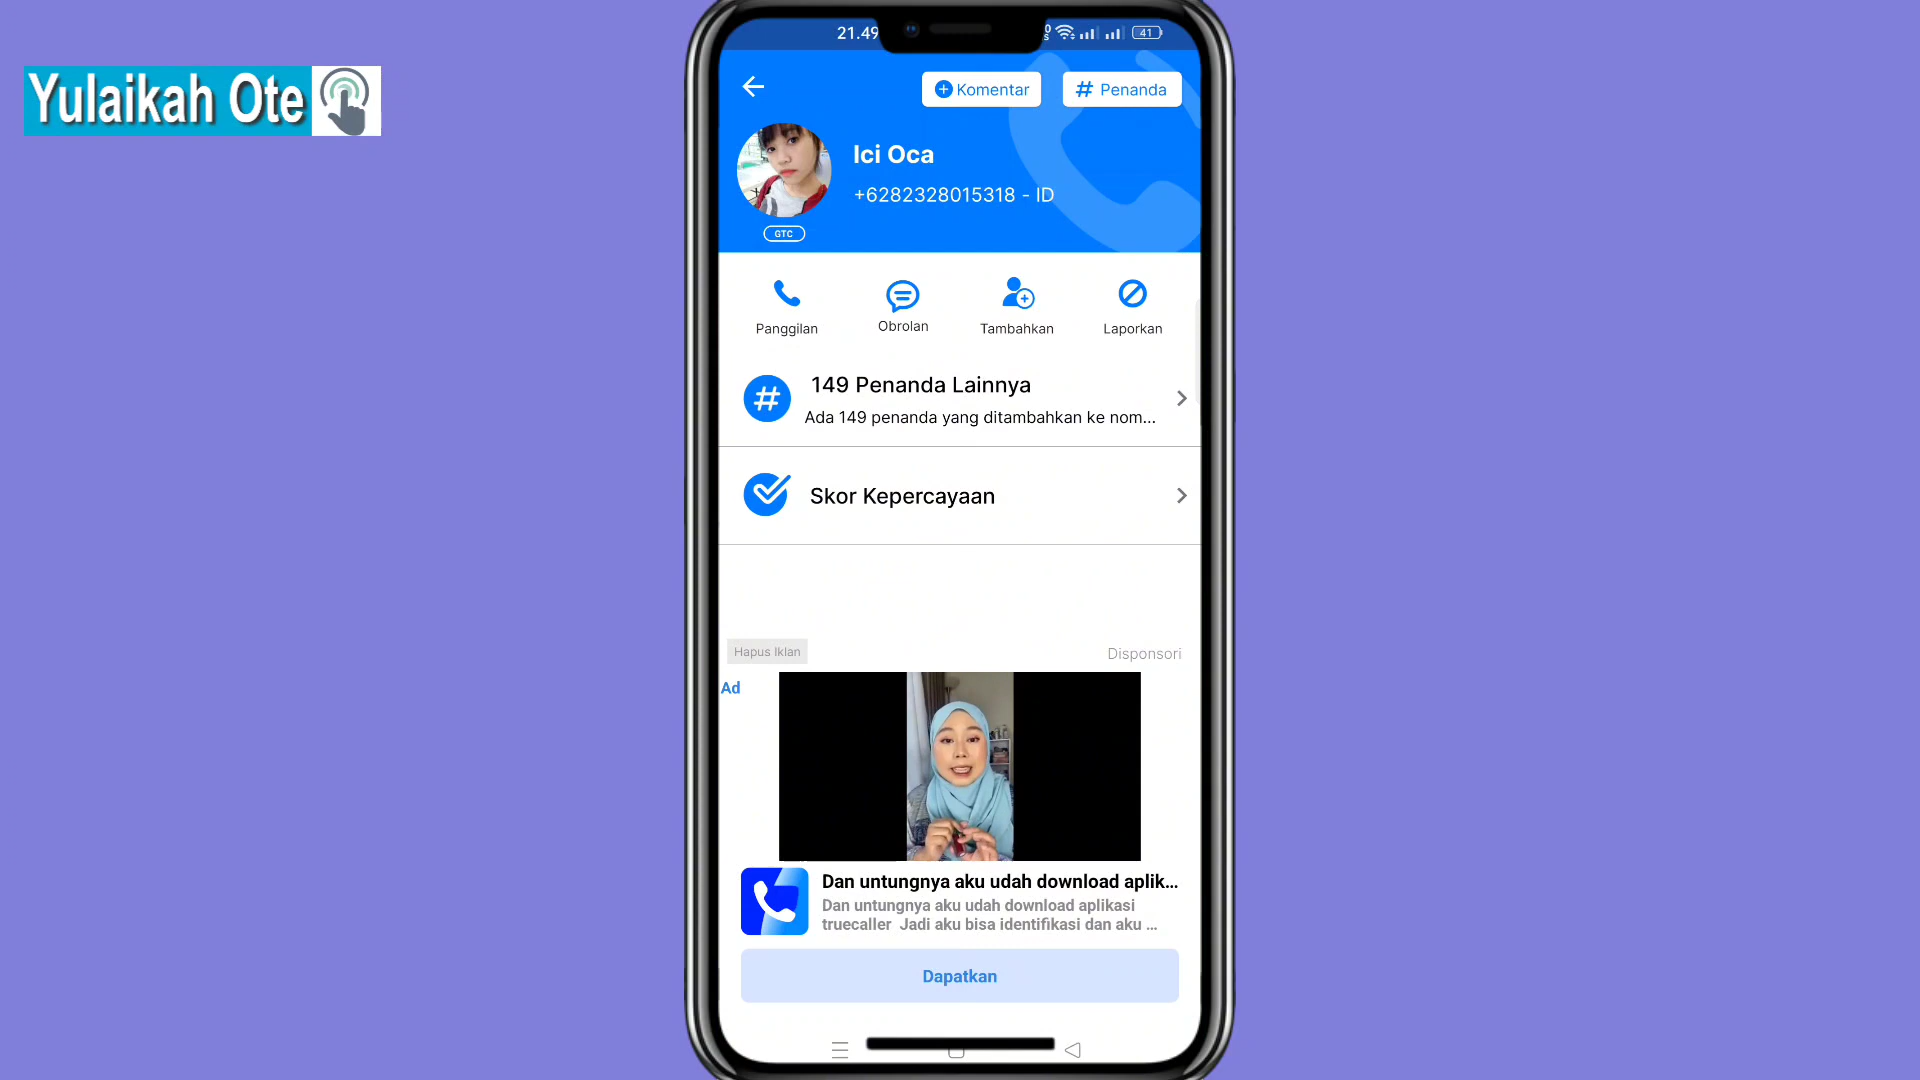 Yulaikah Ote
21.49
41
Komentar
# Penanda
Ici Oca
+6282328015318 - ID
GTC
Panggilan
Obrolan
Tambahkan
Laporkan
# 149 Penanda Lainnya
Ada 149 penanda yang ditambahkan ke nom...
Skor Kepercayaan
Hapus Iklan
Disponsori
Ad
Dan untungnya aku udah download aplik...
Dan untungnya aku udah download aplikasi
truecaller Jadi aku bisa identifikasi dan aku ...
Dapatkan